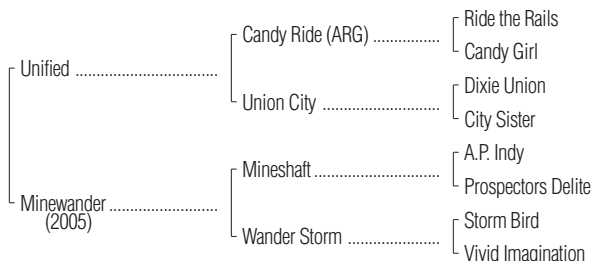 Ride the Rails
Candy Ride (ARG) ................
Candy Girl
Unified ..................................
Dixie Union
Union City ............................
City Sister
A.P. Indy
Mineshaft ..............................
Prospectors Delite
Minewander ..........................
(2005)
Storm Bird
Wander Storm ......................
Vivid Imagination